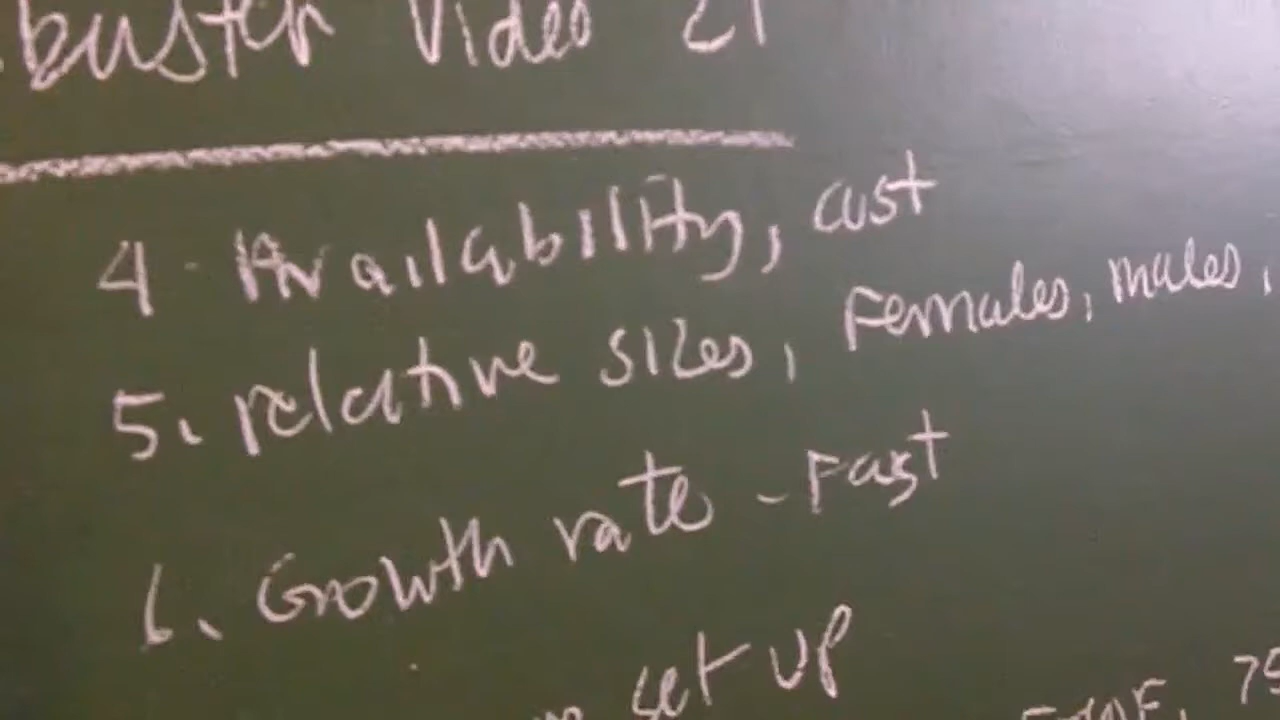 buster Video 21
4. Availability, cost
5. relative sizes, Females, males,
6. Growth rate - Fast
set up